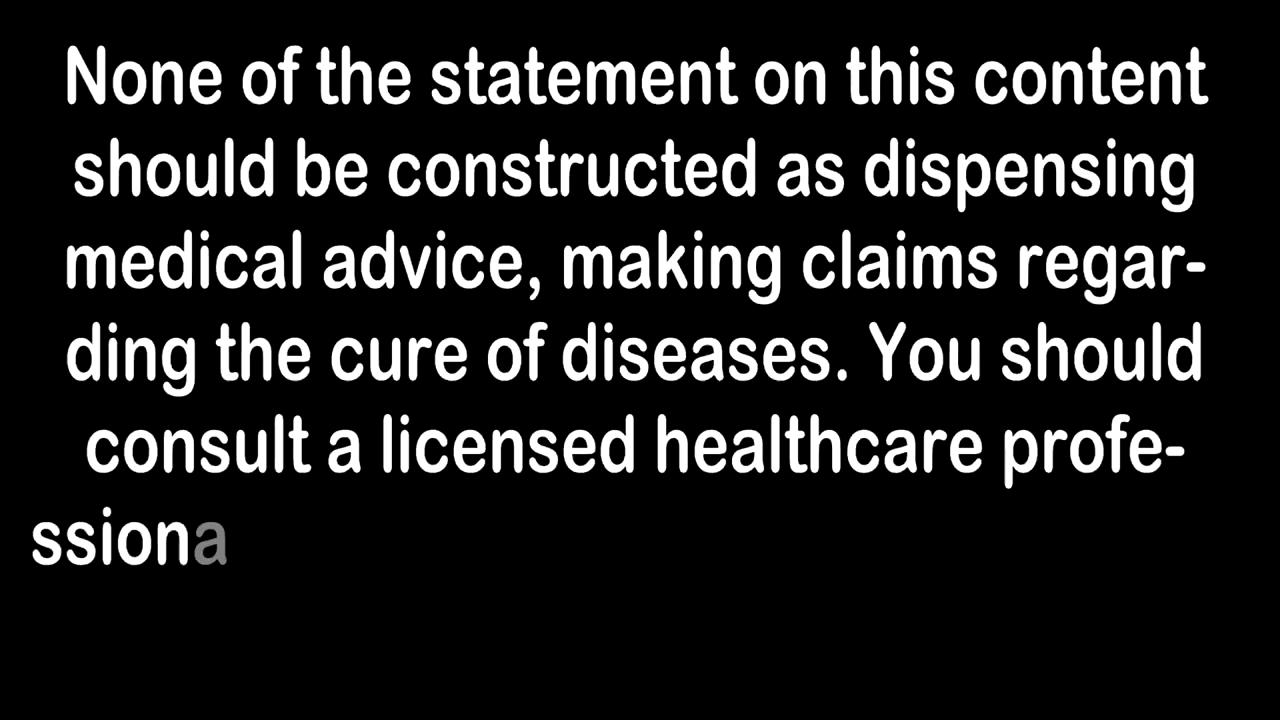 None of the statement on this content
should be constructed as dispensing
medical advice, making claims regar-
ding the cure of diseases. You should
consult a licensed healthcare profe-
ssiona